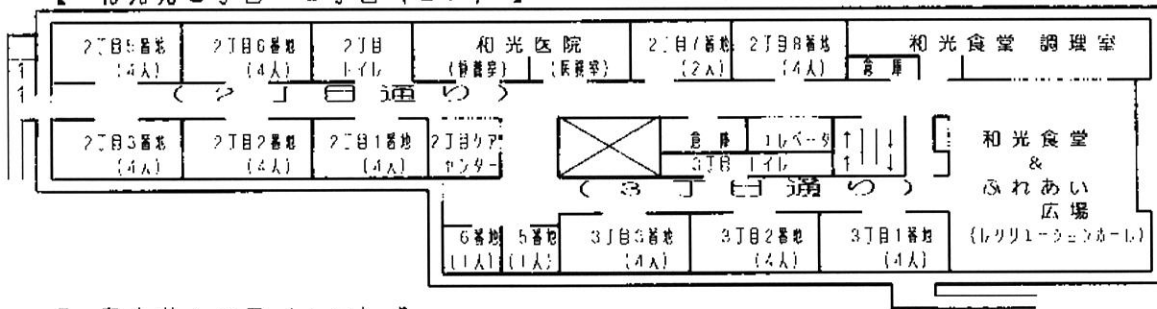 2丁目5番地 2丁目6番地 2丁目 和光医院 2丁目7番地 2丁目8番地 和光食堂 調理室
(4人) (4人) トイレ (静養室) (医務室) (2人) (4人) 倉庫
(2丁目通り)
2丁目3番地 2丁目2番地 2丁目1番地 2丁目ケア 倉庫 エレベータ 和光食堂
(4人) (4人) (4人) センター 3丁目トイレ &
(3丁目通り) ふれあい
広場
6番地 5番地 3丁目3番地 3丁目2番地 3丁目1番地 (レクリエーションホール)
(1人) (1人) (4人) (4人) (4人)